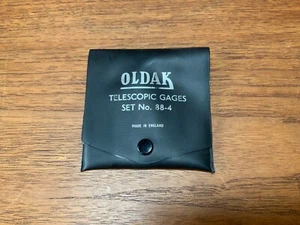 OLDAK
TELESCOPIC GAGES
SET No. 88-4
MADE IN ENGLAND